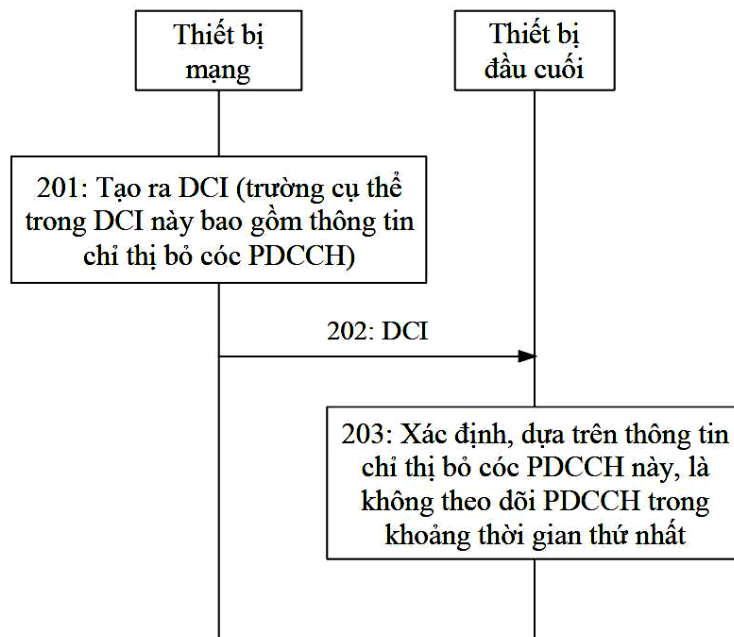 Thiết bị
mạng
Thiết bị
đầu cuối
201: Tạo ra DCI (trường cụ thể
trong DCI này bao gồm thông tin
chỉ thị bỏ cóc PDCCH)
202: DCI
203: Xác định, dựa trên thông tin
chỉ thị bỏ cóc PDCCH này, là
không theo dõi PDCCH trong
khoảng thời gian thứ nhất